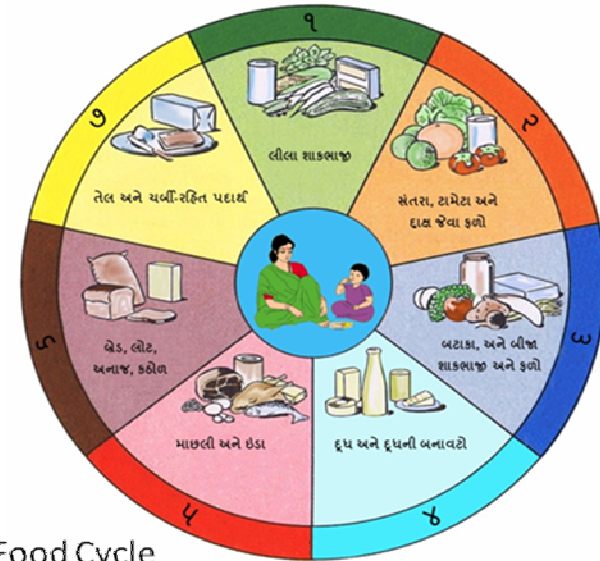 ૧
લીલા શાકભાજી
૨
સંતરા, ટામેટા અને
દ્રાક્ષ જેવા ફળો
૩
બટાકા, અને બીજા
શાકભાજી અને ફળો
૪
દૂધ અને દૂધની બનાવટો
૫
માછલી અને ઇંડા
૬
બ્રેડ, લોટ,
અનાજ, કઠોળ
૭
તેલ અને ચર્બી-રહિત પદાર્થ
Food Cycle